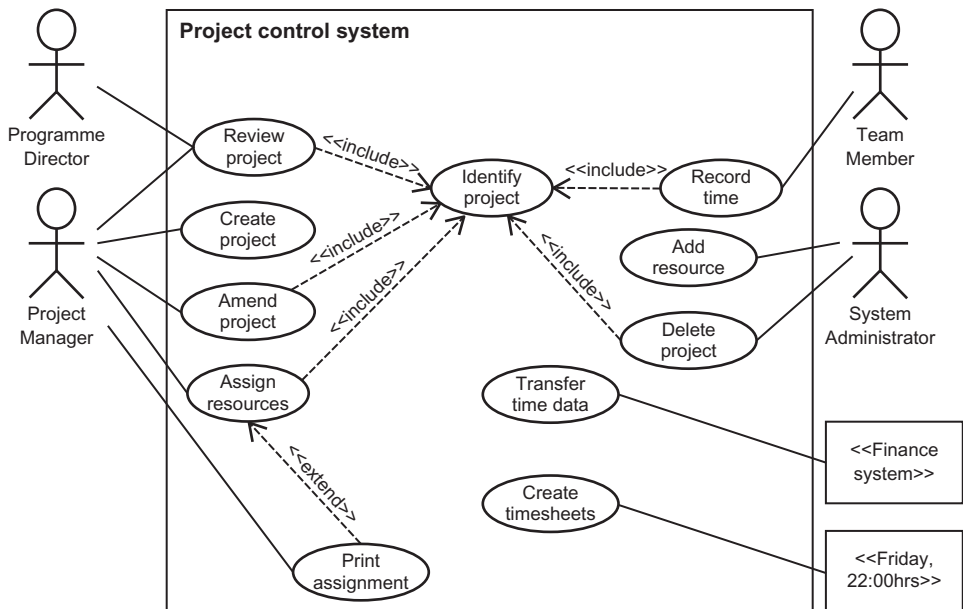 Project control system
Programme
Director
Review
project
<<include>>
Identify
project
<<include>>
Record
time
Team
Member
Create
project
<<include>>
Add
resource
Project
Manager
Amend
project
<<include>>
<<include>>
Delete
project
System
Administrator
Assign
resources
Transfer
time data
<<extend>>
<<Finance
system>>
Create
timesheets
Print
assignment
<<Friday,
22:00hrs>>